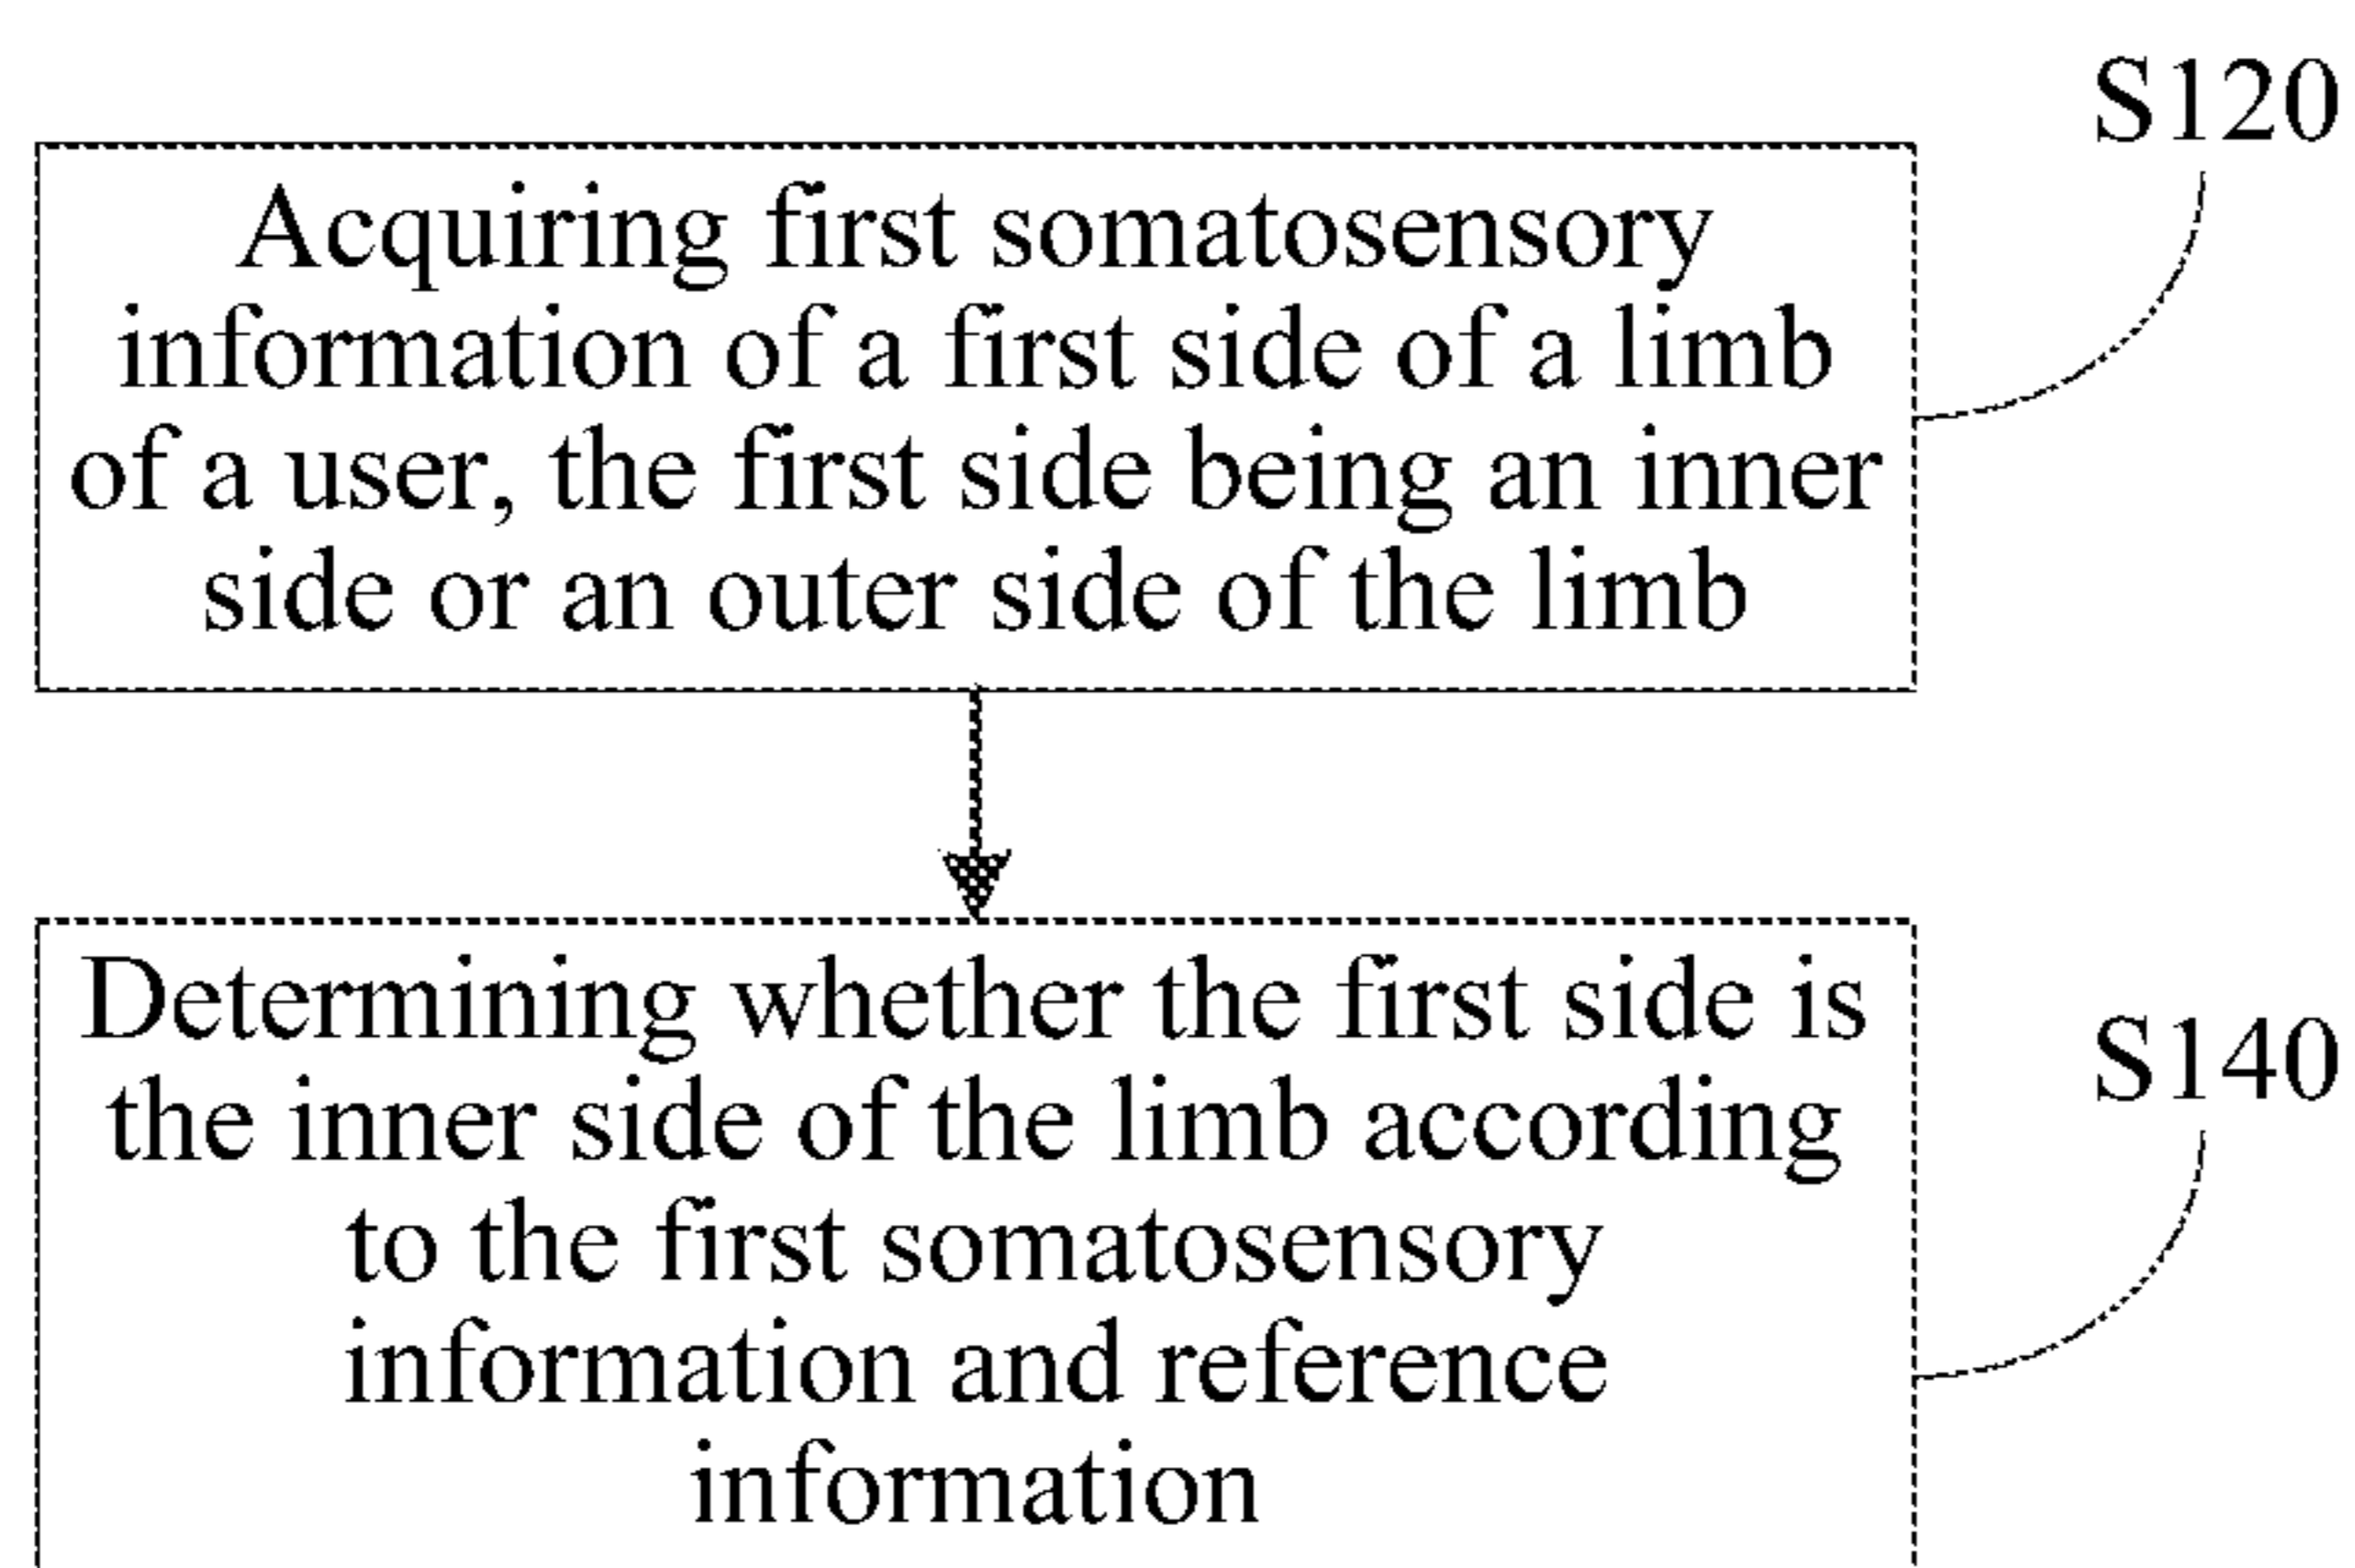 S120
Acquiring first somatosensory
information of a first side of a limb
of a user, the first side being an inner
side or an outer side of the limb
Determining whether the first side is
the inner side of the limb according
S140
to the first somatosensory
information and reference
information